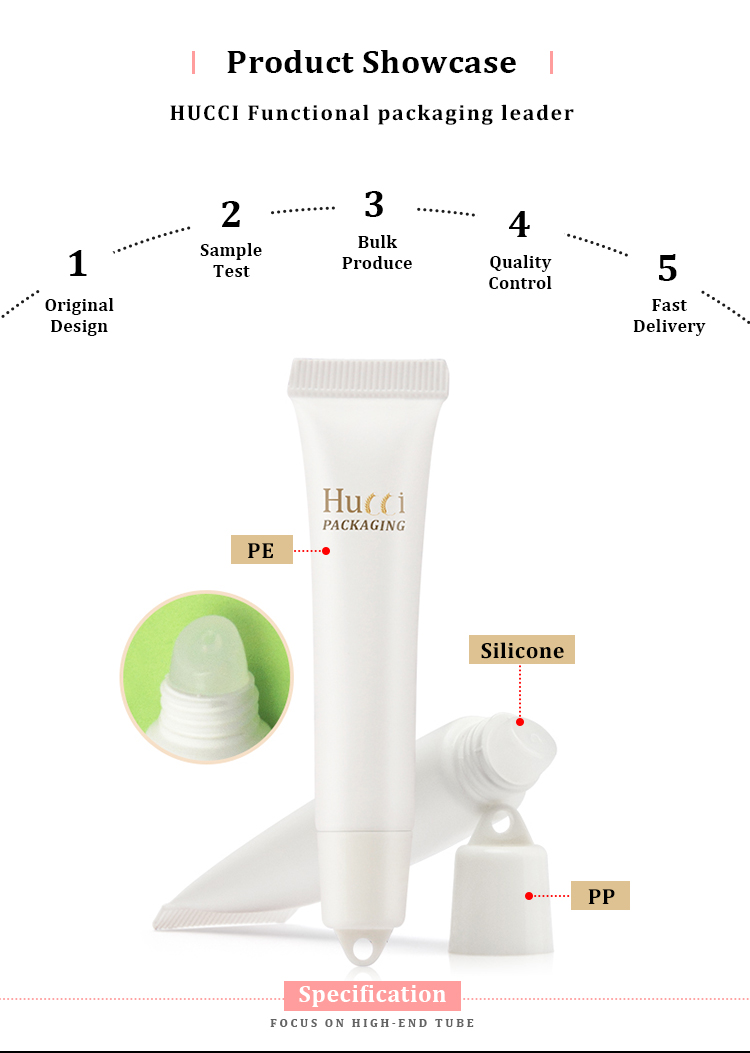 Product Showcase
HUCCI Functional packaging leader
1
Original
Design
2
Sample
Test
3
Bulk
Produce
4
Quality
Control
5
Fast
Delivery
Hucci
PACKAGING
PE
Silicone
PP
Specification
FOCUS ON HIGH-END TUBE